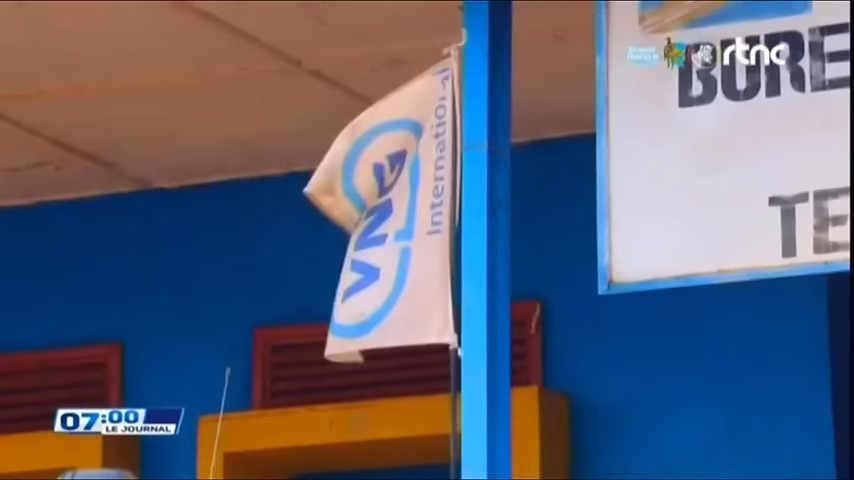 VNG
International
BURE
TE
rtnc
07:00
LE JOURNAL